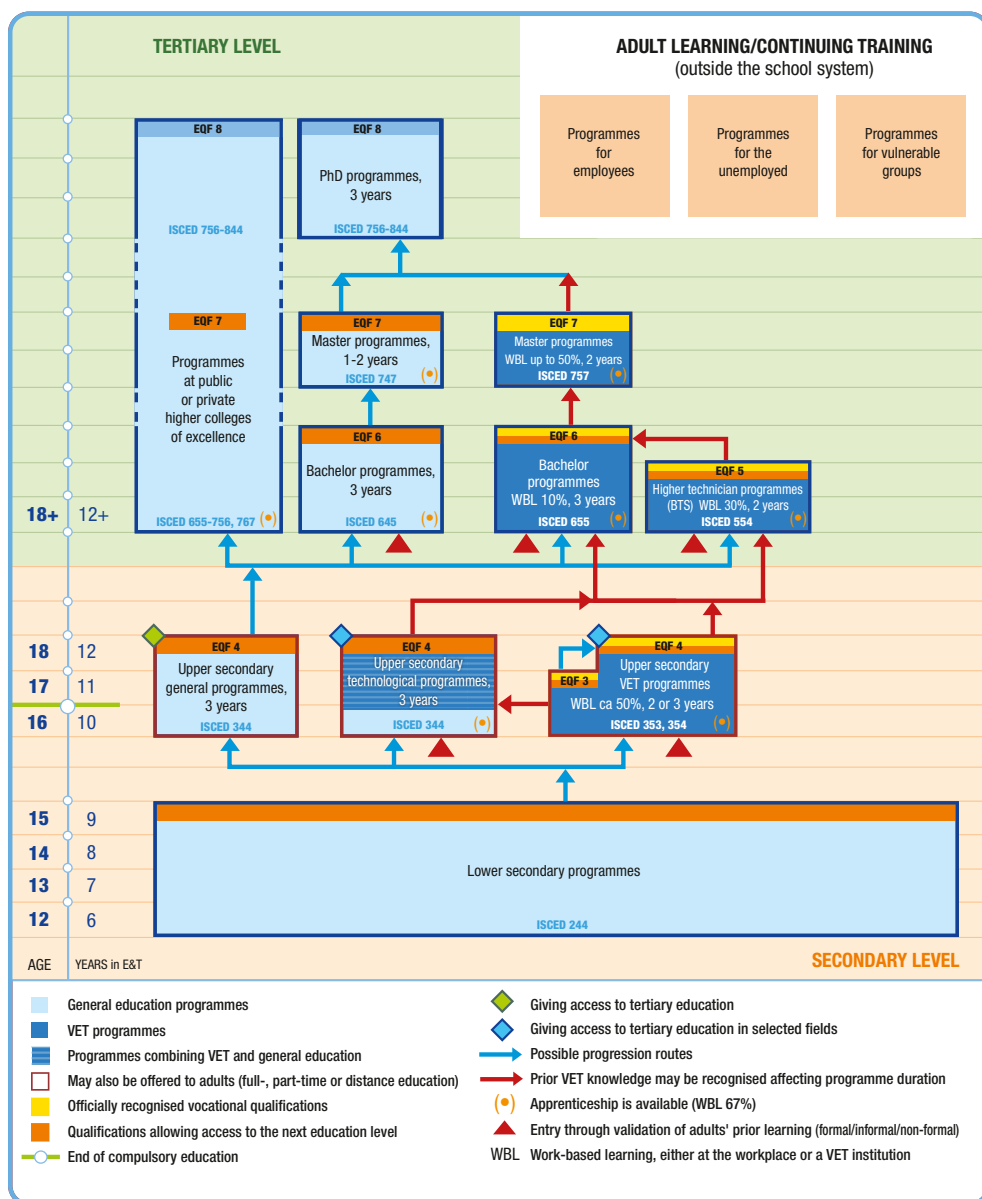 TERTIARY LEVEL
ADULT LEARNING/CONTINUING TRAINING
(outside the school system)
Programmes
for
employees
Programmes
for the
unemployed
Programmes
for vulnerable
groups
EQF 8
ISCED 756-844
EQF 7
Programmes
at public
or private
higher colleges
of excellence
ISCED 655-756, 767 (•)
EQF 8
PhD programmes,
3 years
ISCED 756-844
EQF 7
Master programmes,
1-2 years
ISCED 747 (•)
EQF 7
Master programmes
WBL up to 50%, 2 years
ISCED 757 (•)
EQF 6
Bachelor programmes,
3 years
ISCED 645 (•)
EQF 6
Bachelor
programmes
WBL 10%, 3 years
ISCED 655 (•)
EQF 5
Higher technician programmes
(BTS) WBL 30%, 2 years
ISCED 554 (•)
18+ 12+
18 12
17 11
16 10
EQF 4
Upper secondary
general programmes,
3 years
ISCED 344
EQF 4
Upper secondary
technological programmes,
3 years
ISCED 344 (•)
EQF 3
EQF 4
Upper secondary
VET programmes
WBL ca 50%, 2 or 3 years
ISCED 353, 354 (•)
15 9
14 8
13 7
12 6
Lower secondary programmes
ISCED 244
AGE YEARS in E&T
SECONDARY LEVEL
General education programmes
VET programmes
Programmes combining VET and general education
May also be offered to adults (full-, part-time or distance education)
Officially recognised vocational qualifications
Qualifications allowing access to the next education level
End of compulsory education
Giving access to tertiary education
Giving access to tertiary education in selected fields
Possible progression routes
Prior VET knowledge may be recognised affecting programme duration
(•) Apprenticeship is available (WBL 67%)
Entry through validation of adults' prior learning (formal/informal/non-formal)
WBL Work-based learning, either at the workplace or a VET institution